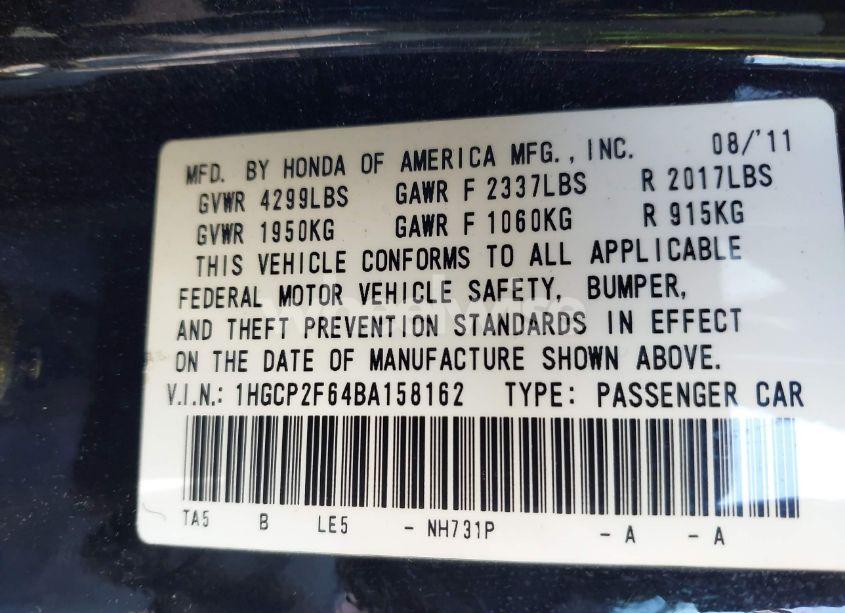 MFD. BY HONDA OF AMERICA MFG., INC. 08/'11
GVWR 4299LBS GAWR F 2337LBS R 2017LBS
GVWR 1950KG GAWR F 1060KG R 915KG
THIS VEHICLE CONFORMS TO ALL APPLICABLE
FEDERAL MOTOR VEHICLE SAFETY, BUMPER,
AND THEFT PREVENTION STANDARDS IN EFFECT
ON THE DATE OF MANUFACTURE SHOWN ABOVE.
V.I.N.: 1HGCP2F64BA158162 TYPE: PASSENGER CAR
TA5 B LE5 - NH731P - A - A